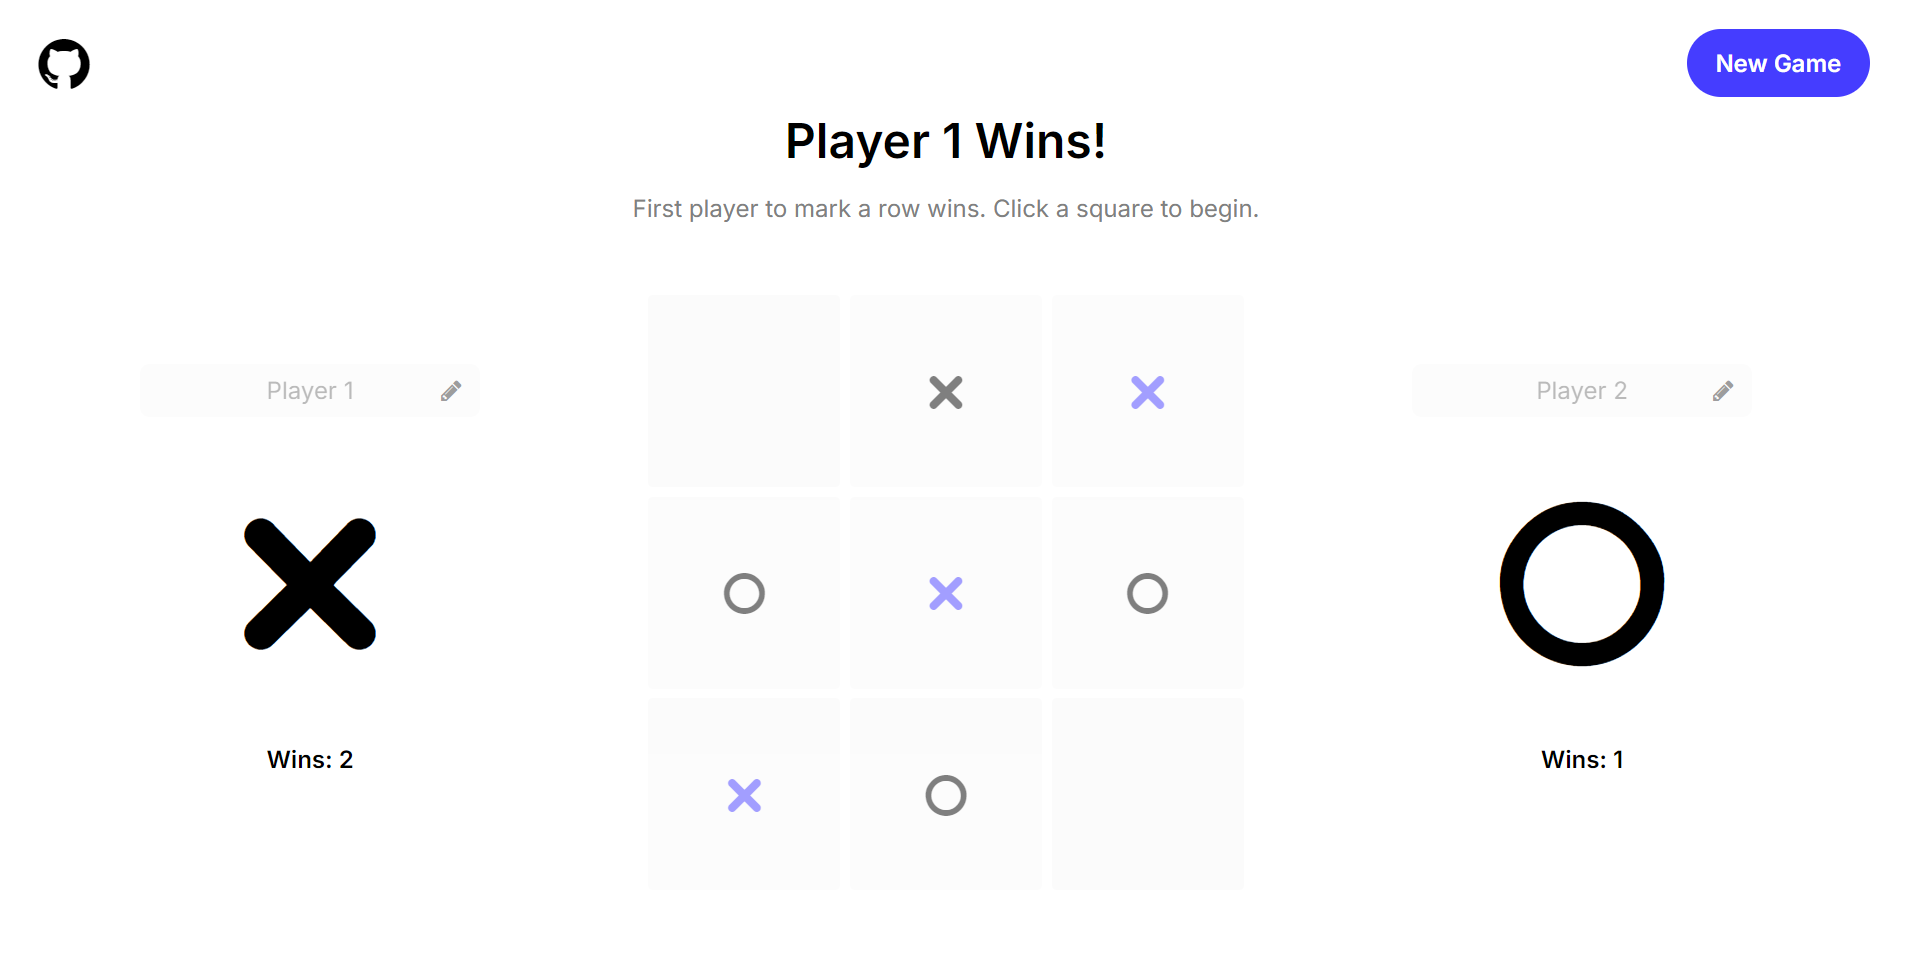 New Game
Player 1 Wins!
First player to mark a row wins. Click a square to begin.
Player 1
Player 2
Wins: 2
Wins: 1